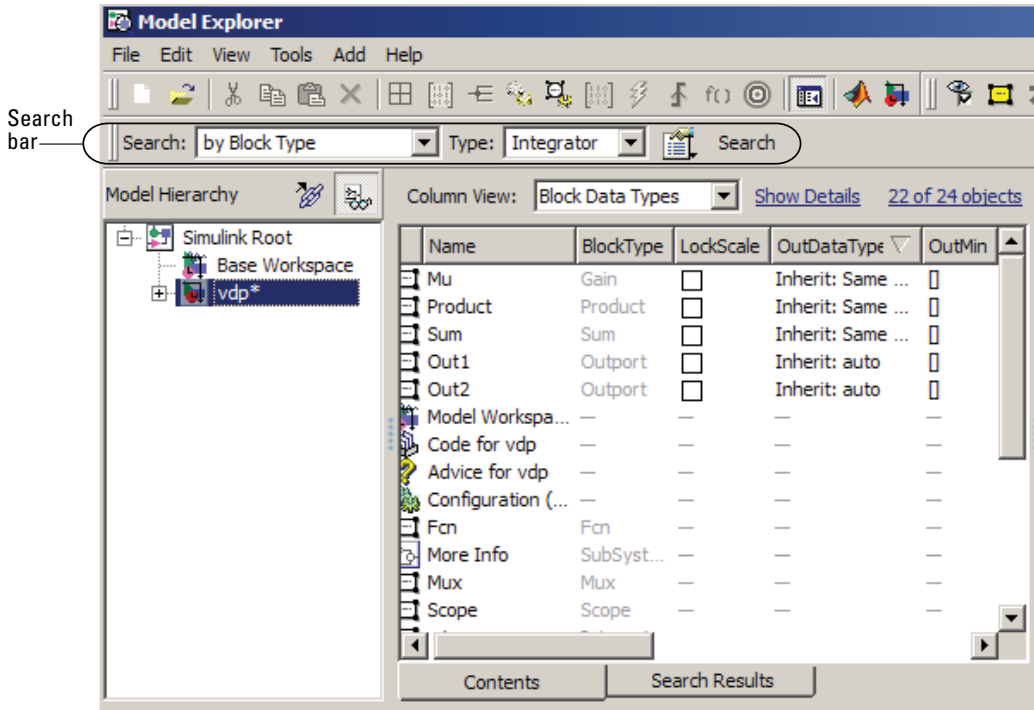 Model Explorer
File Edit View Tools Add Help
f()
Search bar
Search: by Block Type Type: Integrator Search
Model Hierarchy
Column View: Block Data Types Show Details 22 of 24 objects
Simulink Root
Base Workspace
vdp*
Name BlockType LockScale OutDataType OutMin
Mu Gain Inherit: Same ... []
Product Product Inherit: Same ... []
Sum Sum Inherit: Same ... []
Out1 Outport Inherit: auto []
Out2 Outport Inherit: auto []
Model Workspa... — — — —
Code for vdp — — — —
Advice for vdp — — — —
Configuration (... — — — —
Fcn Fcn — — —
More Info SubSyst... — — —
Mux Mux — — —
Scope Scope — — —
Contents Search Results